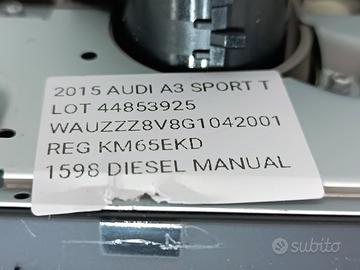 2015 AUDI A3 SPORT T
LOT 44853925
WAUZZZ8V8G1042001
REG KM65EKD
1598 DIESEL MANUAL
subito